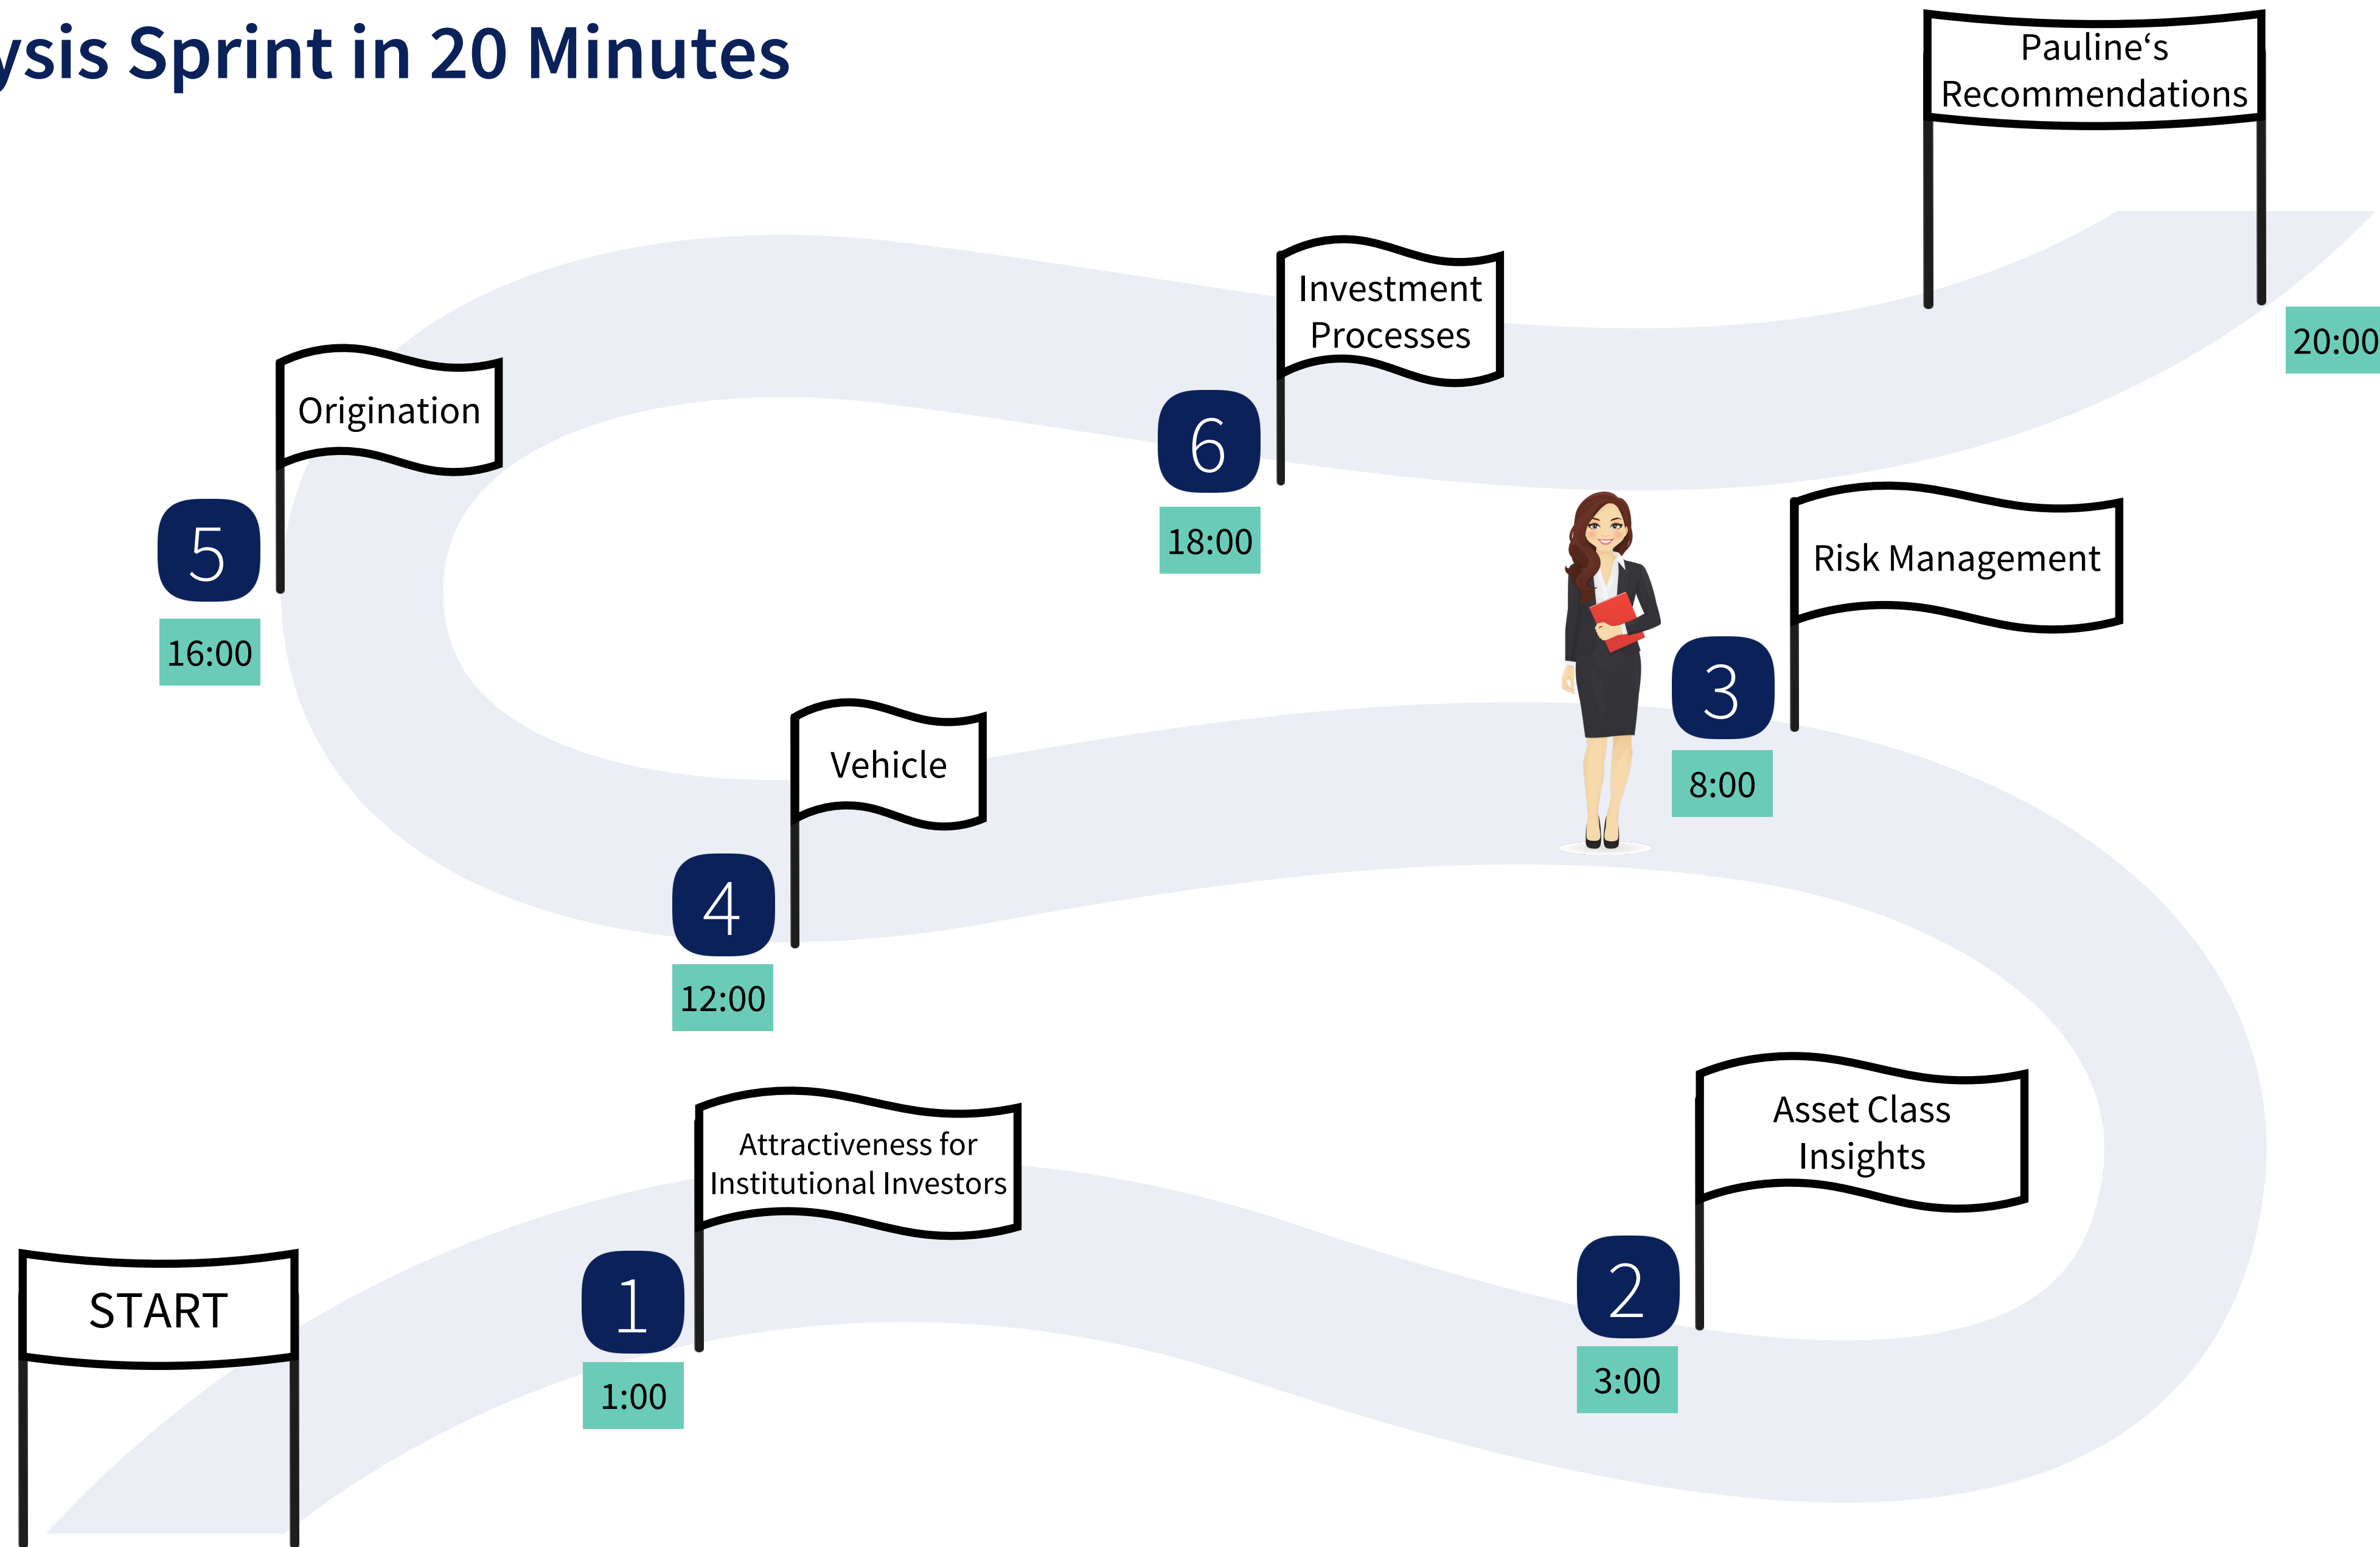 Sprint in 20 Minutes
Pauline‘s
Recommendations
20:00
Investment
Processes
6
18:00
Origination
5
16:00
Risk Management
3
8:00
Vehicle
4
12:00
Asset Class
Insights
2
3:00
Attractiveness for
Institutional Investors
1
1:00
START